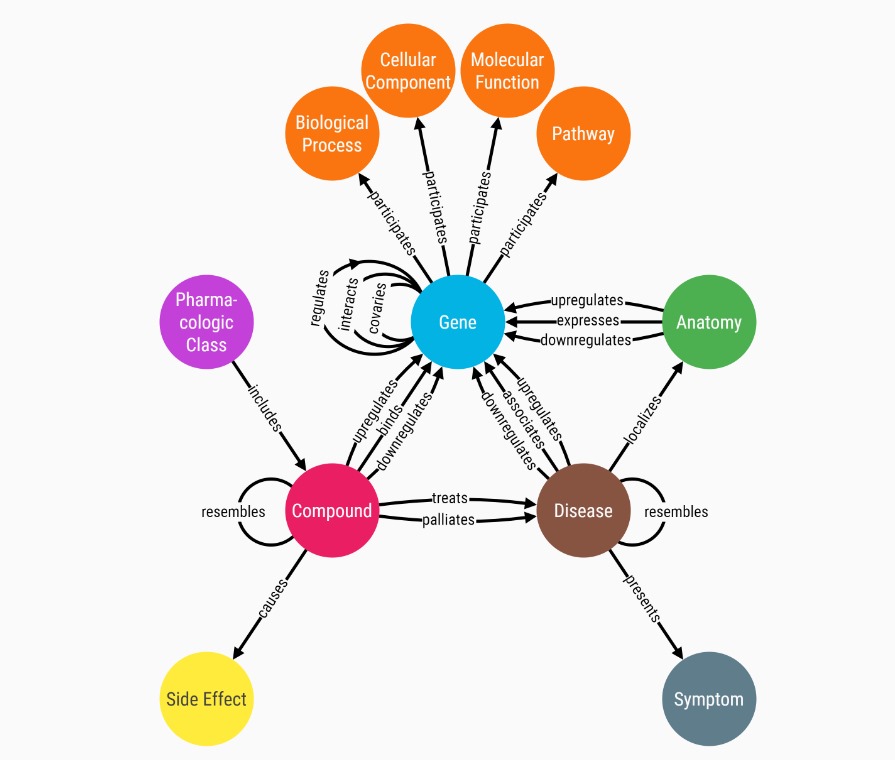 Cellular
Component
Molecular
Function
Biological
Process
Pathway
participates
participates
participates
participates
regulates
interacts
covaries
Gene
upregulates
expresses
downregulates
Anatomy
Pharma-
cologic
Class
includes
upregulates
binds
downregulates
downregulates
associates
upregulates
localizes
resembles
Compound
treats
palliates
Disease
resembles
causes
presents
Side Effect
Symptom